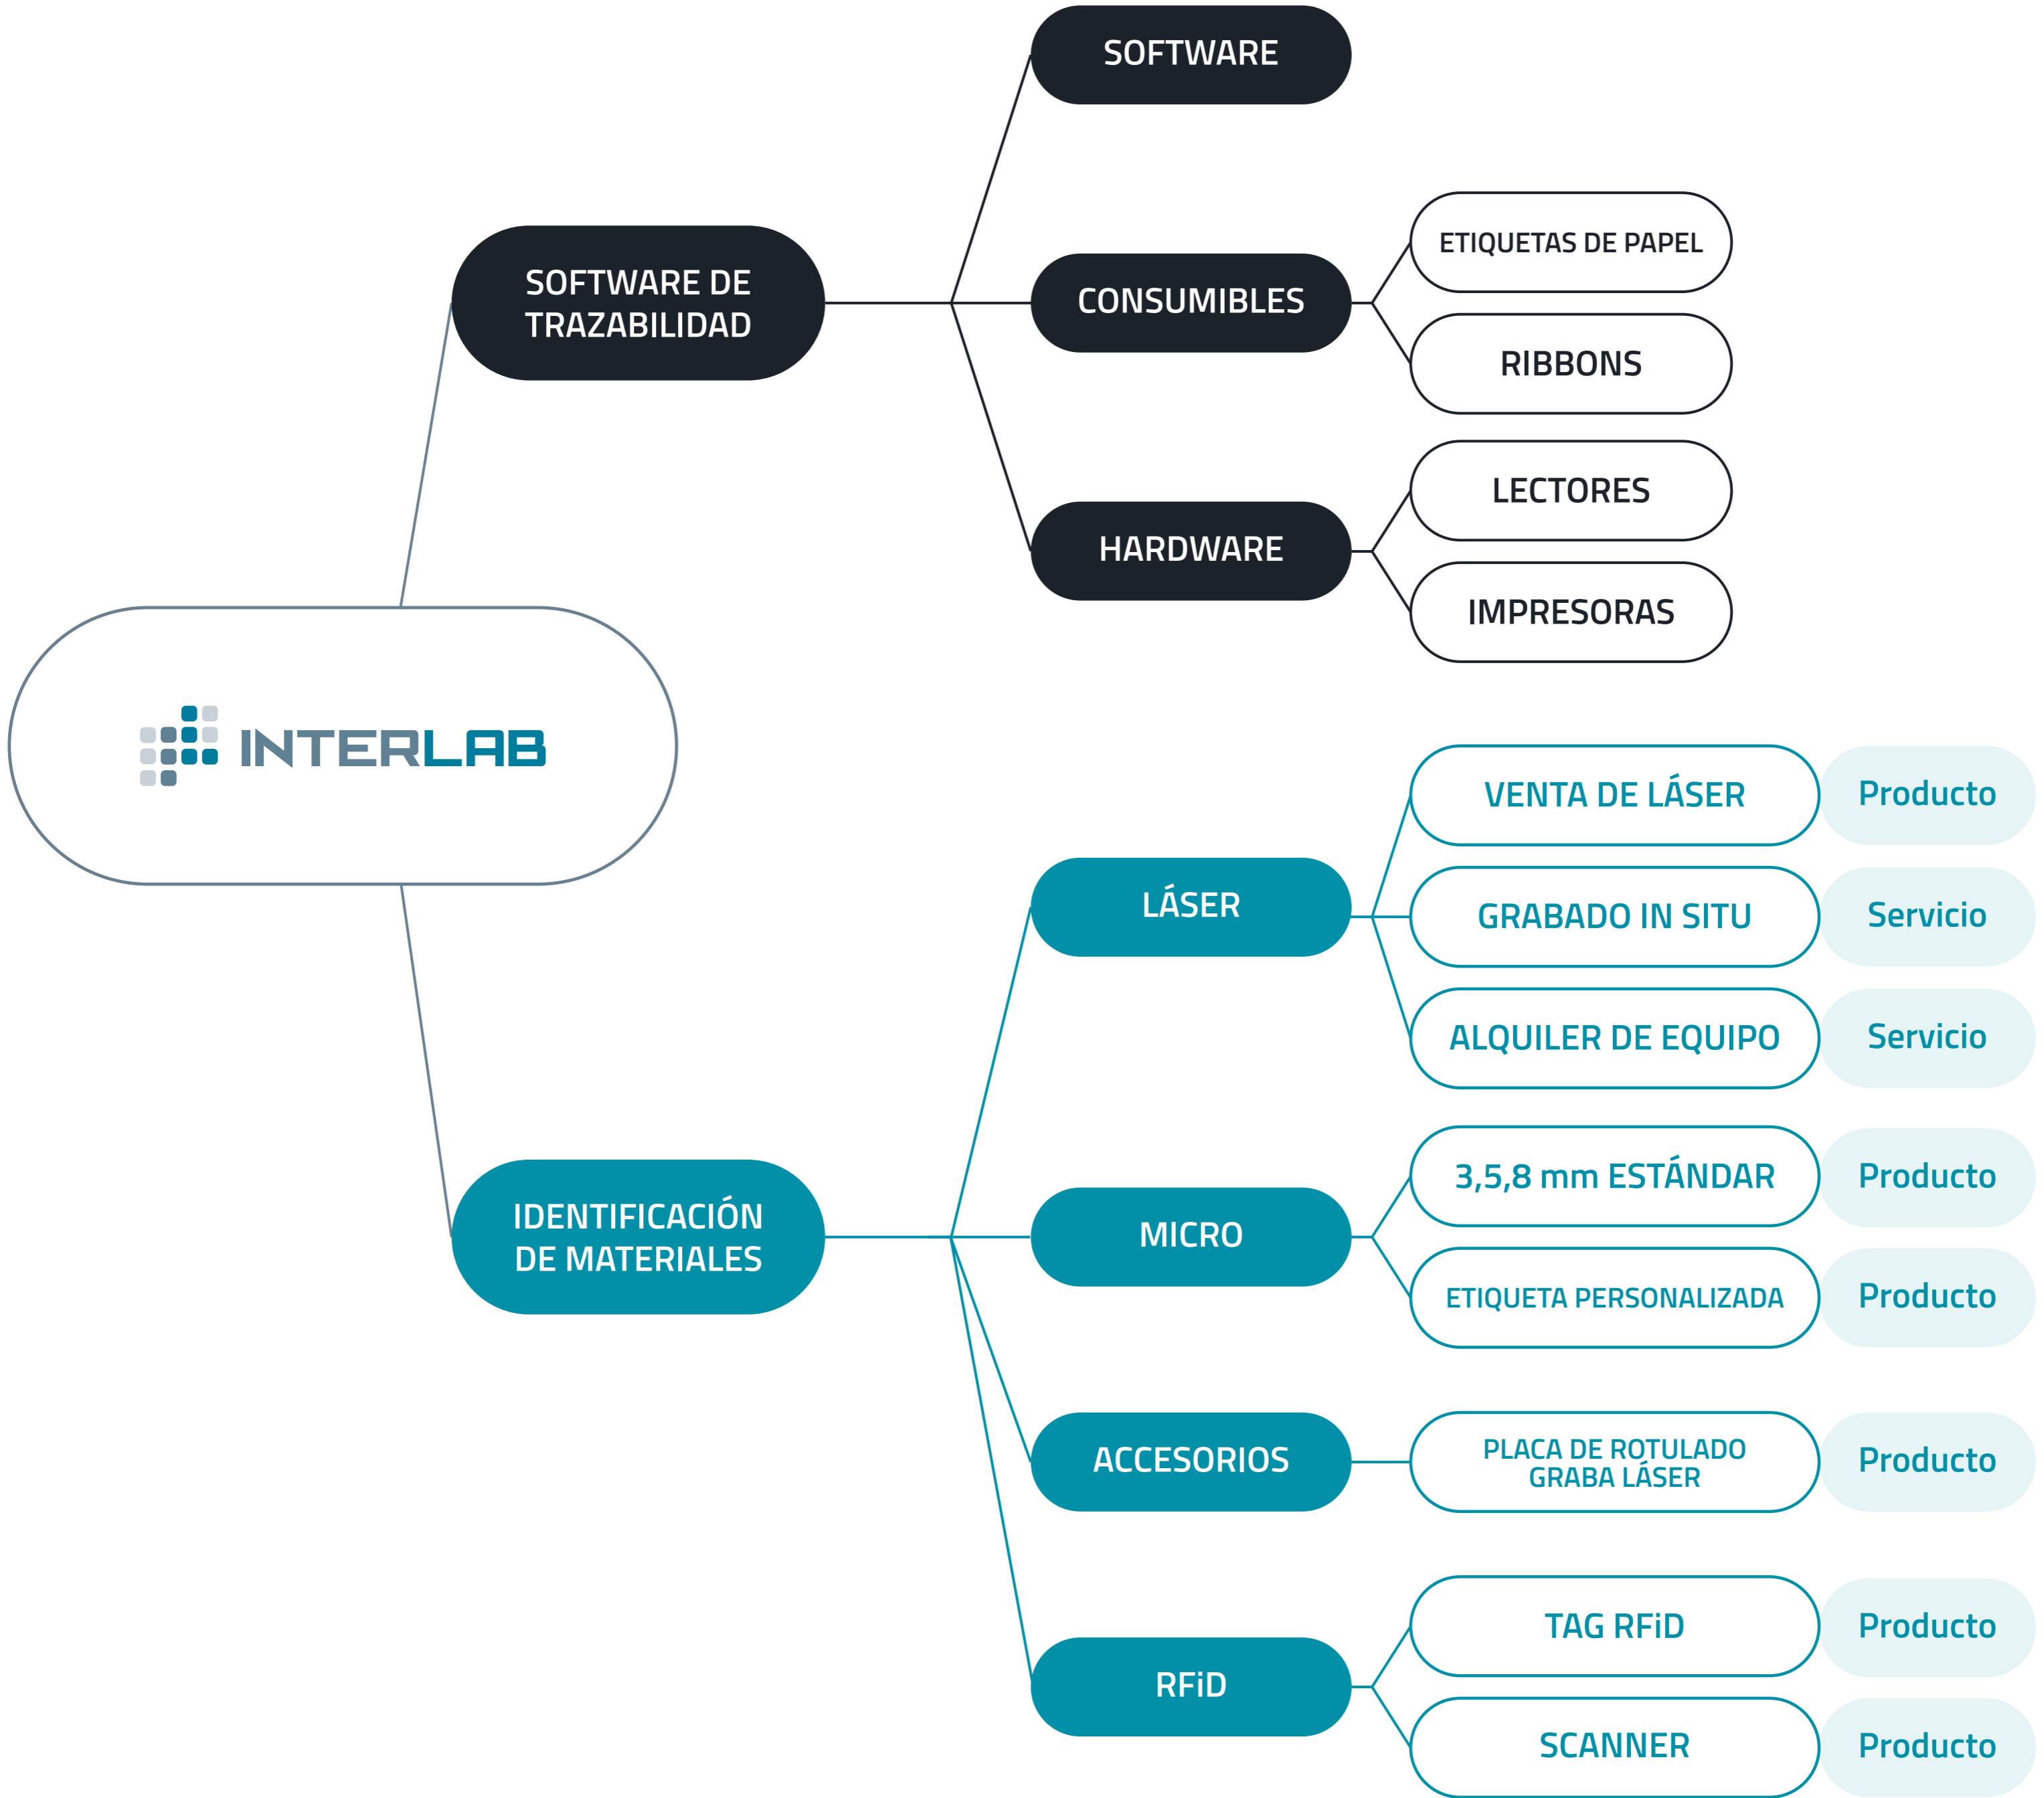 SOFTWARE
SOFTWARE DE
TRAZABILIDAD
CONSUMIBLES
ETIQUETAS DE PAPEL
RIBBONS
HARDWARE
LECTORES
IMPRESORAS
INTERLAB
LÁSER
VENTA DE LÁSER
Producto
GRABADO IN SITU
Servicio
ALQUILER DE EQUIPO
Servicio
IDENTIFICACIÓN
DE MATERIALES
MICRO
3,5,8 mm ESTÁNDAR
Producto
ETIQUETA PERSONALIZADA
Producto
ACCESORIOS
PLACA DE ROTULADO
GRABA LÁSER
Producto
RFiD
TAG RFiD
Producto
SCANNER
Producto